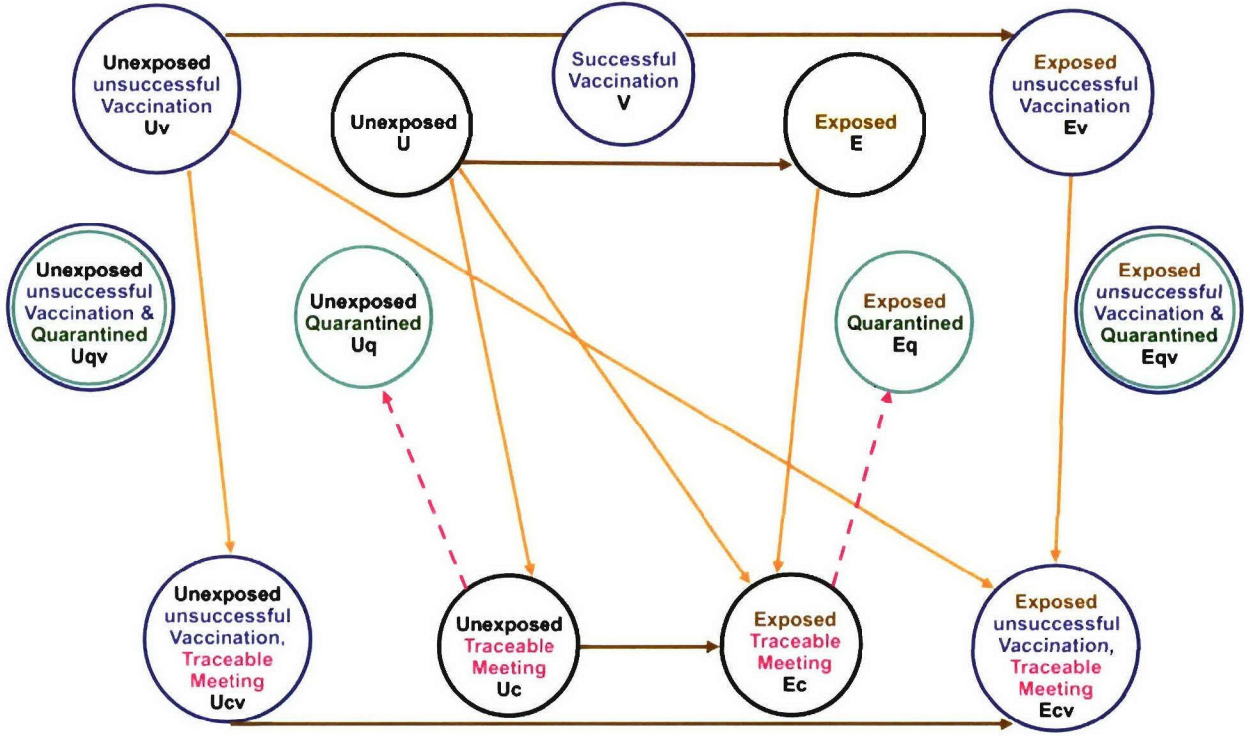 Unexposed
unsuccessful
Vaccination
Uv
Unexposed
U
Successful
Vaccination
V
Exposed
E
Exposed
unsuccessful
Vaccination
Ev
Unexposed
unsuccessful
Vaccination &
Quarantined
Uqv
Unexposed
Quarantined
Uq
Exposed
Quarantined
Eq
Exposed
unsuccessful
Vaccination &
Quarantined
Eqv
Unexposed
unsuccessful
Vaccination,
Traceable
Meeting
Ucv
Unexposed
Traceable
Meeting
Uc
Exposed
Traceable
Meeting
Ec
Exposed
unsuccessful
Vaccination,
Traceable
Meeting
Ecv